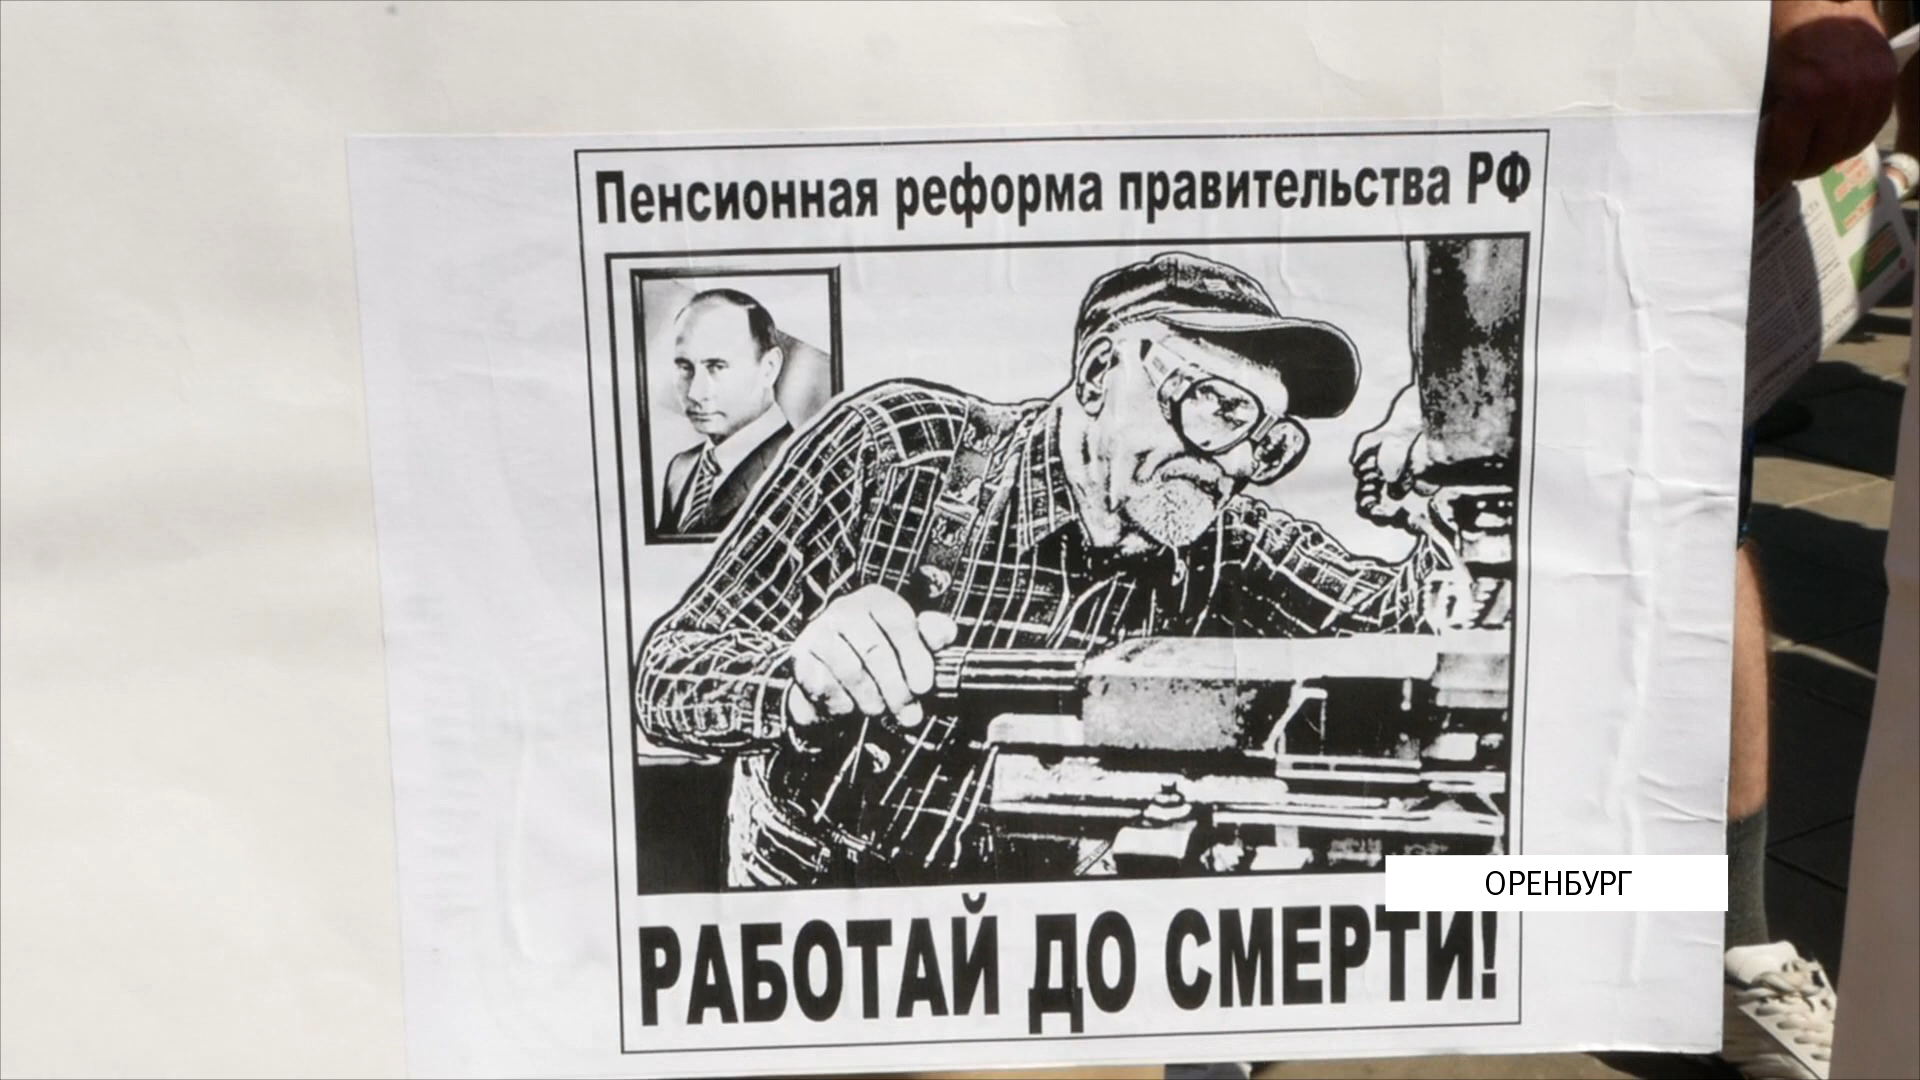 Пенсионная реформа правительства РФ
ОРЕНБУРГ
РАБОТАЙ ДО СМЕРТИ!